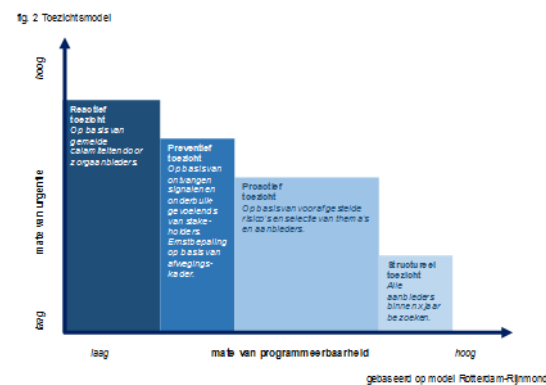 fig. 2 Toezichtsmodel
hoog
mate van urgentie
laag
Reactief
toezicht
Op basis van
gemelde
calamiteiten door
zorgaanbieders.
Preventief
toezicht
Op basis van
ontvangen
signalen en
onderbuik-
gevoelens
van stake-
holders.
Ernstbepaling
op basis van
afwegings-
kader.
Proactief
toezicht
Op basis van vooraf gestelde
risico's en selectie van thema's
en aanbieders.
Structureel
toezicht
Alle
aanbieders
binnen x jaar
bezoeken.
laag
mate van programmeerbaarheid
hoog
gebaseerd op model Rotterdam-Rijnmond